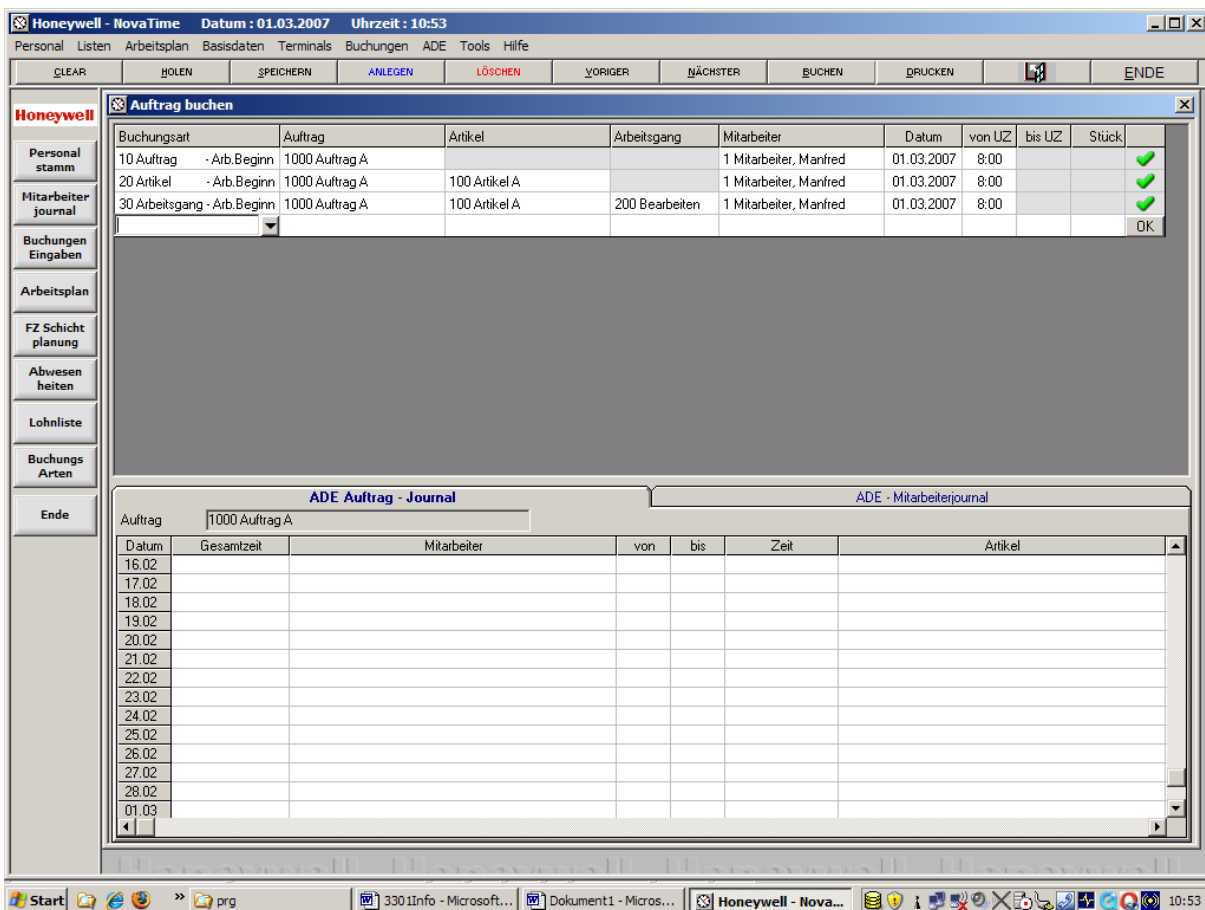 Honeywell - NovaTime Datum : 01.03.2007 Uhrzeit : 10:53
Personal Listen Arbeitsplan Basisdaten Terminals Buchungen ADE Tools Hilfe
CLEAR HOLEN SPEICHERN ANLEGEN LÖSCHEN VORIGER NÄCHSTER BUCHEN DRUCKEN ENDE
Honeywell
Personal
stamm
Mitarbeiter
journal
Buchungen
Eingaben
Arbeitsplan
FZ Schicht
planung
Abwesen
heiten
Lohnliste
Buchungs
Arten
Ende
Auftrag buchen
Buchungsart Auftrag Artikel Arbeitsgang Mitarbeiter Datum von UZ bis UZ Stück
10 Auftrag - Arb.Beginn 1000 Auftrag A 1 Mitarbeiter, Manfred 01.03.2007 8:00
20 Artikel - Arb.Beginn 1000 Auftrag A 100 Artikel A 1 Mitarbeiter, Manfred 01.03.2007 8:00
30 Arbeitsgang - Arb.Beginn 1000 Auftrag A 100 Artikel A 200 Bearbeiten 1 Mitarbeiter, Manfred 01.03.2007 8:00
OK
ADE Auftrag - Journal ADE - Mitarbeiterjournal
Auftrag 1000 Auftrag A
Datum Gesamtzeit Mitarbeiter von bis Zeit Artikel
16.02
17.02
18.02
19.02
20.02
21.02
22.02
23.02
24.02
25.02
26.02
27.02
28.02
01.03
Honeywell Honeywell Honeywell Honeywell
Start » prg 3301Info - Microsoft... Dokument1 - Micros... Honeywell - Nova... 10:53